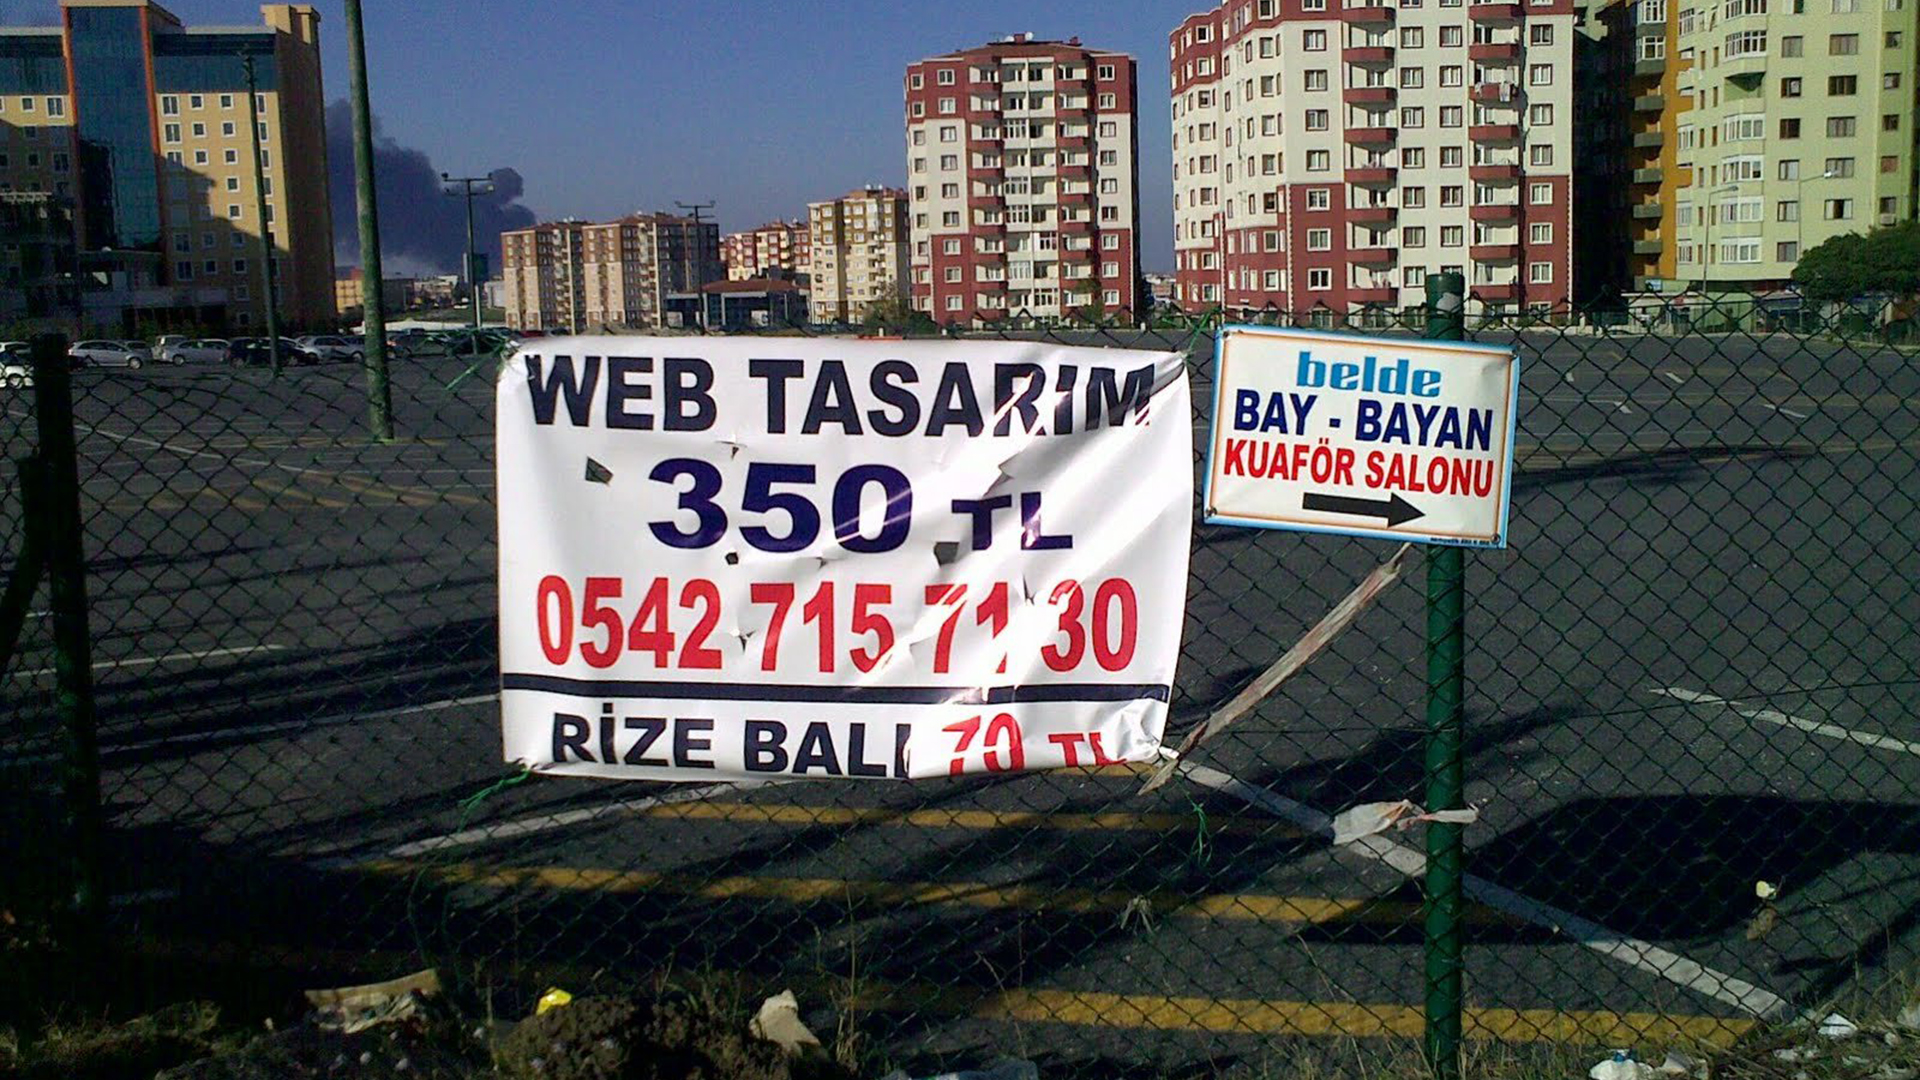 WEB TASARIM
350 TL
0542 715 71 30
RİZE BALI 70 TL
belde
BAY - BAYAN
KUAFÖR SALONU